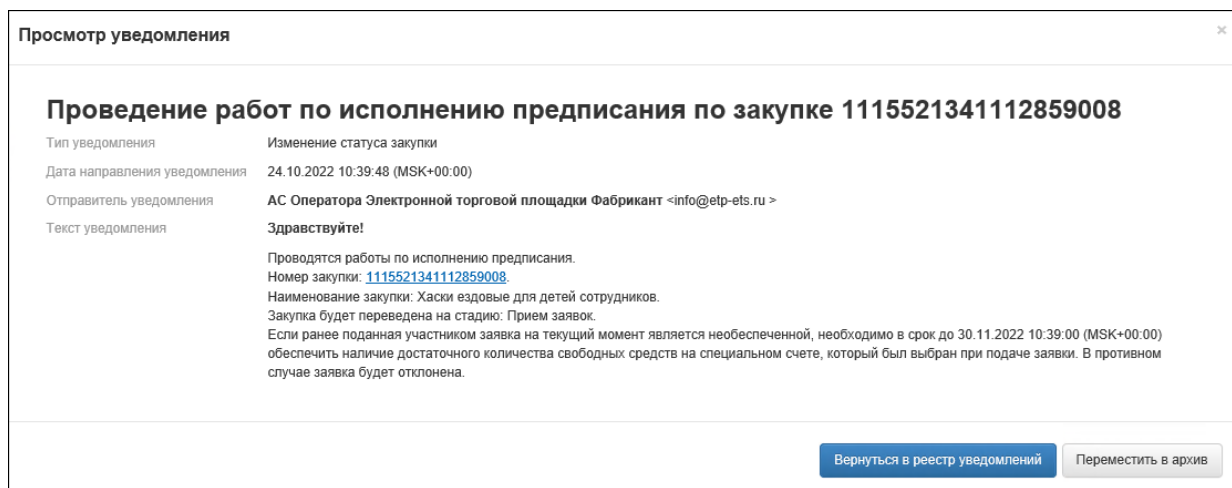 Просмотр уведомления ×
Проведение работ по исполнению предписания по закупке 1115521341112859008
Тип уведомления Изменение статуса закупки
Дата направления уведомления 24.10.2022 10:39:48 (MSK+00:00)
Отправитель уведомления АС Оператора Электронной торговой площадки Фабрикант <info@etp-ets.ru >
Текст уведомления Здравствуйте!
Проводятся работы по исполнению предписания.
Номер закупки: 1115521341112859008.
Наименование закупки: Хаски ездовые для детей сотрудников.
Закупка будет переведена на стадию: Прием заявок.
Если ранее поданная участником заявка на текущий момент является необеспеченной, необходимо в срок до 30.11.2022 10:39:00 (MSK+00:00)
обеспечить наличие достаточного количества свободных средств на специальном счете, который был выбран при подаче заявки. В противном
случае заявка будет отклонена.
Вернуться в реестр уведомлений Переместить в архив